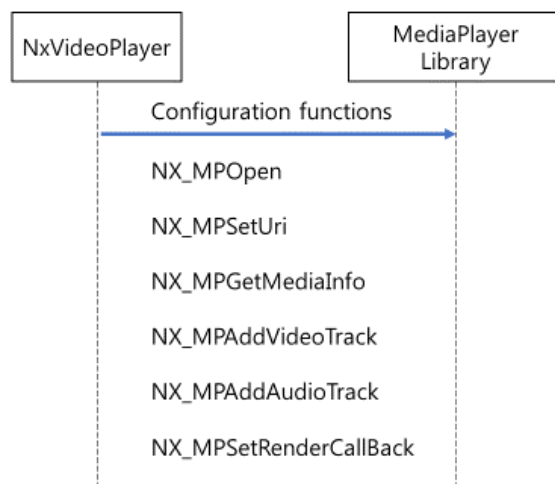 NxVideoPlayer
MediaPlayer
Library
Configuration functions
NX_MPOpen
NX_MPSetUri
NX_MPGetMediaInfo
NX_MPAddVideoTrack
NX_MPAddAudioTrack
NX_MPSetRenderCallBack